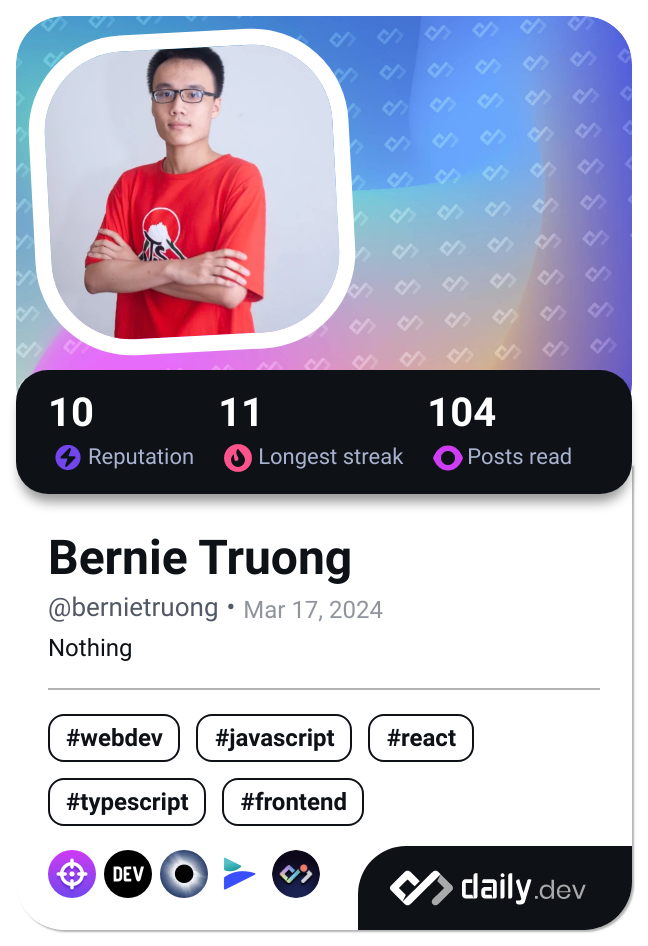 10 11 104
Reputation Longest streak Posts read
Bernie Truong
@bernietruong • Mar 17, 2024
Nothing
#webdev #javascript #react
#typescript #frontend
DEV
daily.dev